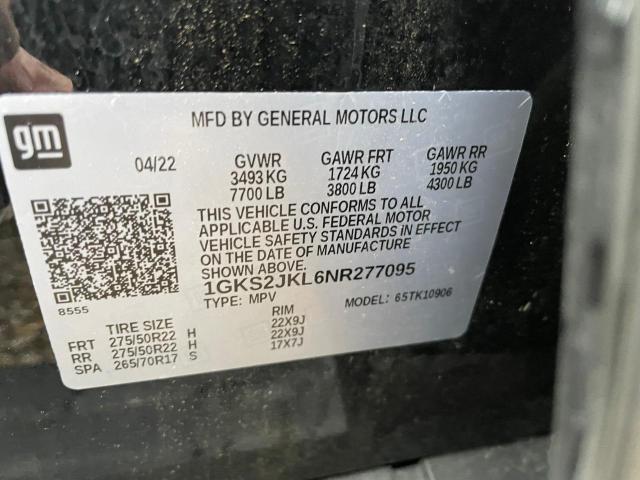 gm
MFD BY GENERAL MOTORS LLC
04/22 GVWR GAWR FRT GAWR RR
3493 KG 1724 KG 1950 KG
7700 LB 3800 LB 4300 LB
THIS VEHICLE CONFORMS TO ALL
APPLICABLE U.S. FEDERAL MOTOR
VEHICLE SAFETY STANDARDS IN EFFECT
ON THE DATE OF MANUFACTURE
SHOWN ABOVE
1GKS2JKL6NR277095
8555 TYPE: MPV MODEL: 65TK10906
TIRE SIZE RIM
FRT 275/50R22 H 22X9J
RR 275/50R22 H 22X9J
SPA 265/70R17 S 17X7J